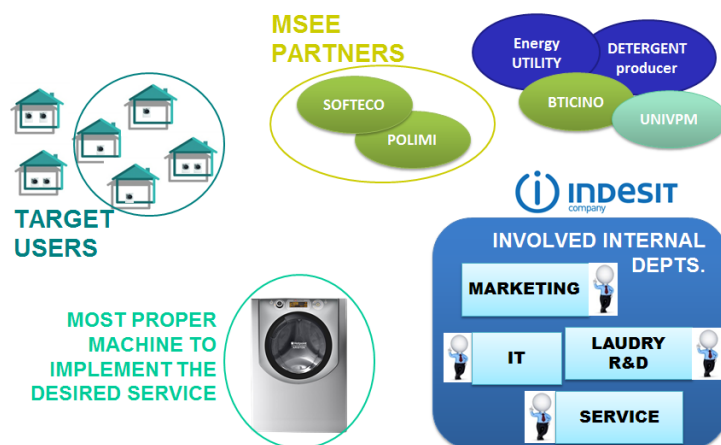 MSEE
PARTNERS
SOFTECO
POLIMI
Energy
UTILITY
DETERGENT
producer
BTICINO
UNIVPM
TARGET
USERS
INDESIT
company
INVOLVED INTERNAL
DEPTS.
MARKETING
IT
LAUDRY
R&D
SERVICE
MOST PROPER
MACHINE TO
IMPLEMENT THE
DESIRED SERVICE